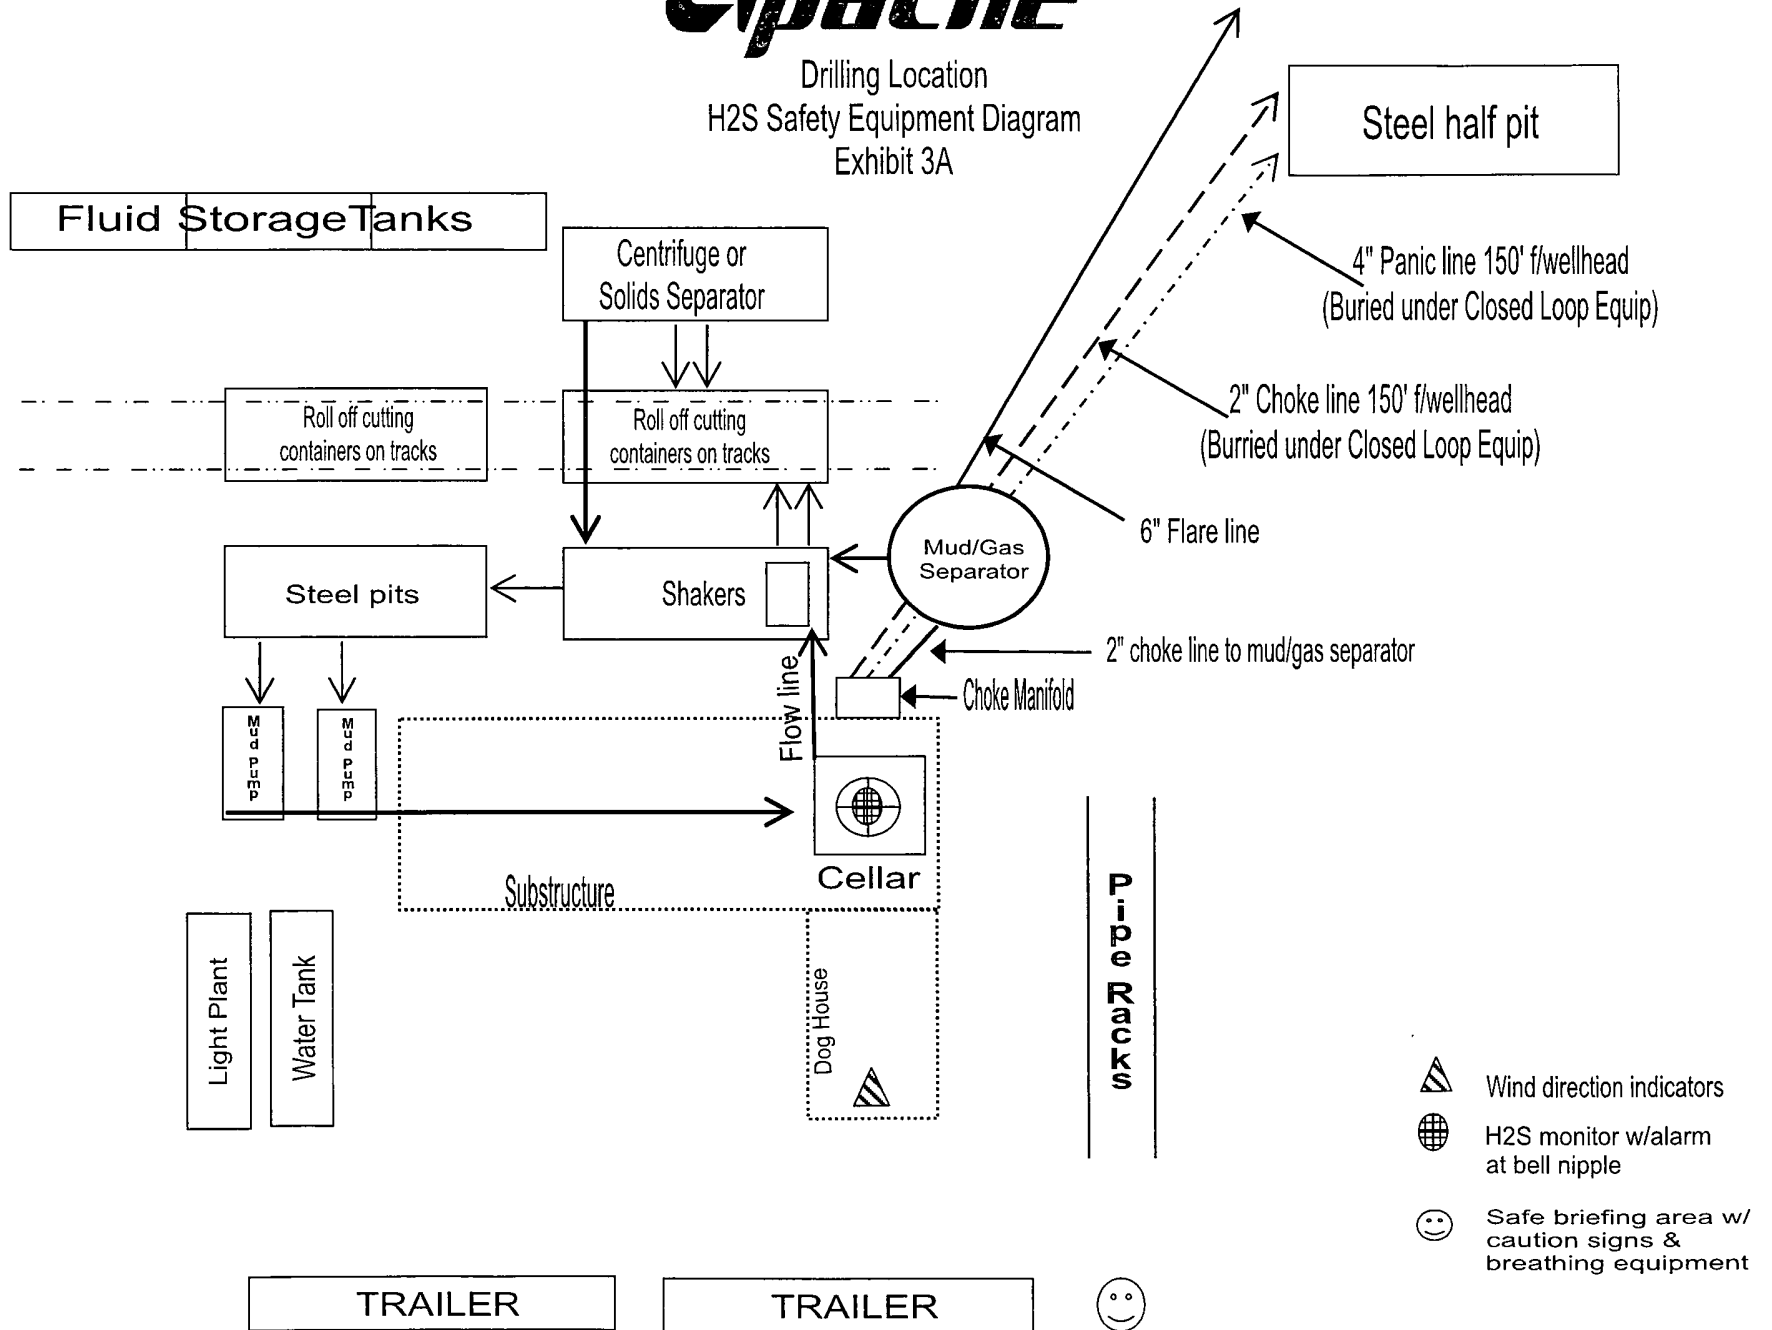 Apache
Drilling Location
H2S Safety Equipment Diagram
Exhibit 3A
Steel half pit
Fluid StorageTanks
Centrifuge or
Solids Separator
4" Panic line 150' f/wellhead
(Buried under Closed Loop Equip)
2" Choke line 150' f/wellhead
(Burried under Closed Loop Equip)
Roll off cutting
containers on tracks
Roll off cutting
containers on tracks
6" Flare line
Mud/Gas
Separator
Steel pits
Shakers
2" choke line to mud/gas separator
Choke Manifold
Flow line
Mud Pump
Mud Pump
Cellar
Substructure
Pipe Racks
Light Plant
Water Tank
Dog House
Wind direction indicators
H2S monitor w/alarm
at bell nipple
Safe briefing area w/
caution signs &
breathing equipment
TRAILER
TRAILER